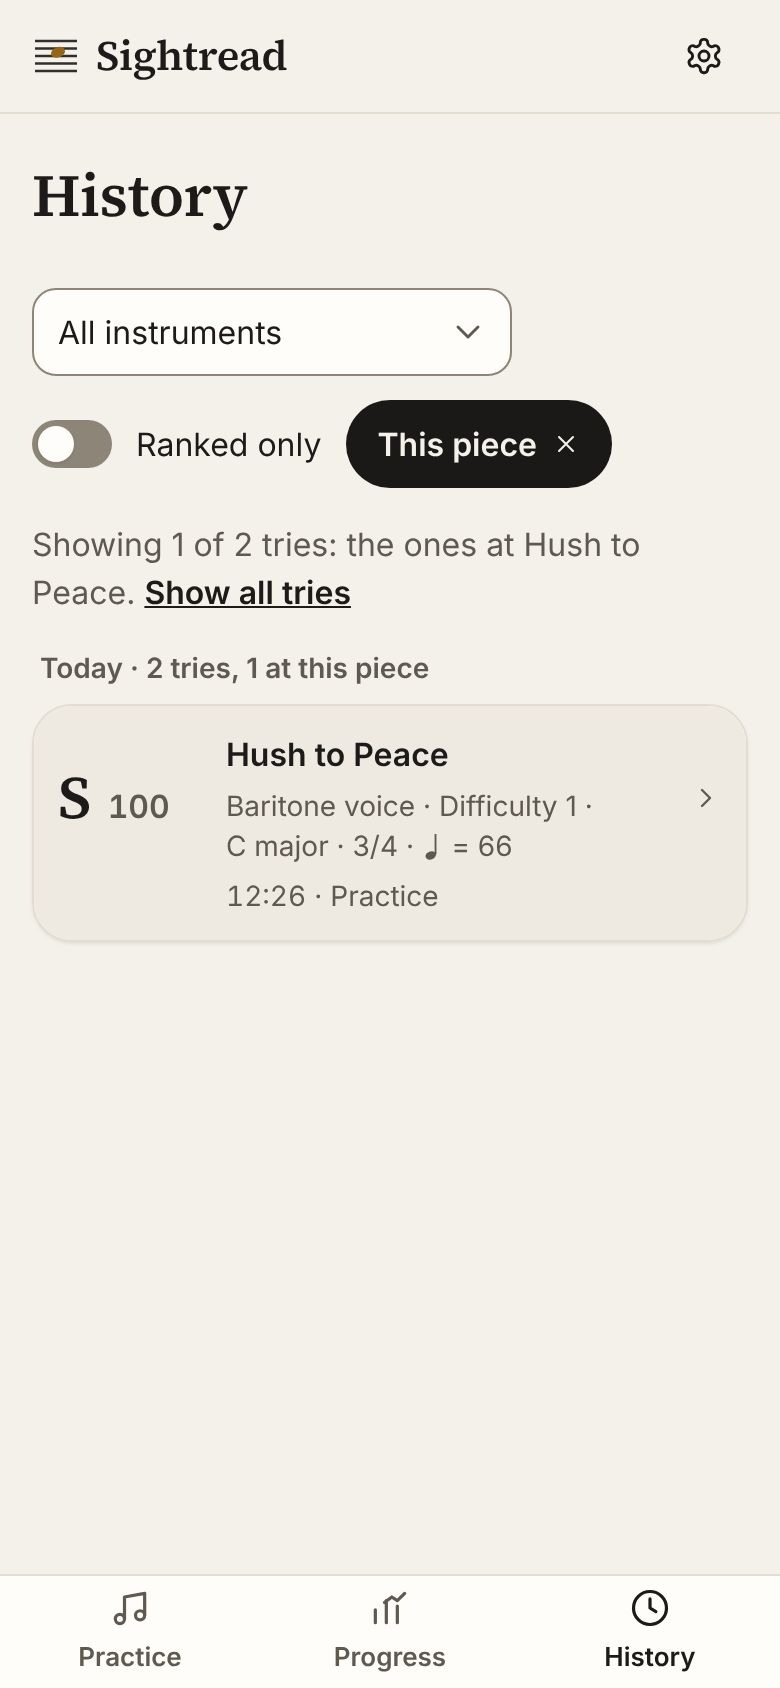 Sightread
History
All instruments
Ranked only
This piece
Showing 1 of 2 tries: the ones at Hush to
Peace. Show all tries
Today · 2 tries, 1 at this piece
S 100
Hush to Peace
Baritone voice · Difficulty 1 ·
C major · 3/4 · ♩ = 66
12:26 · Practice
Practice
Progress
History